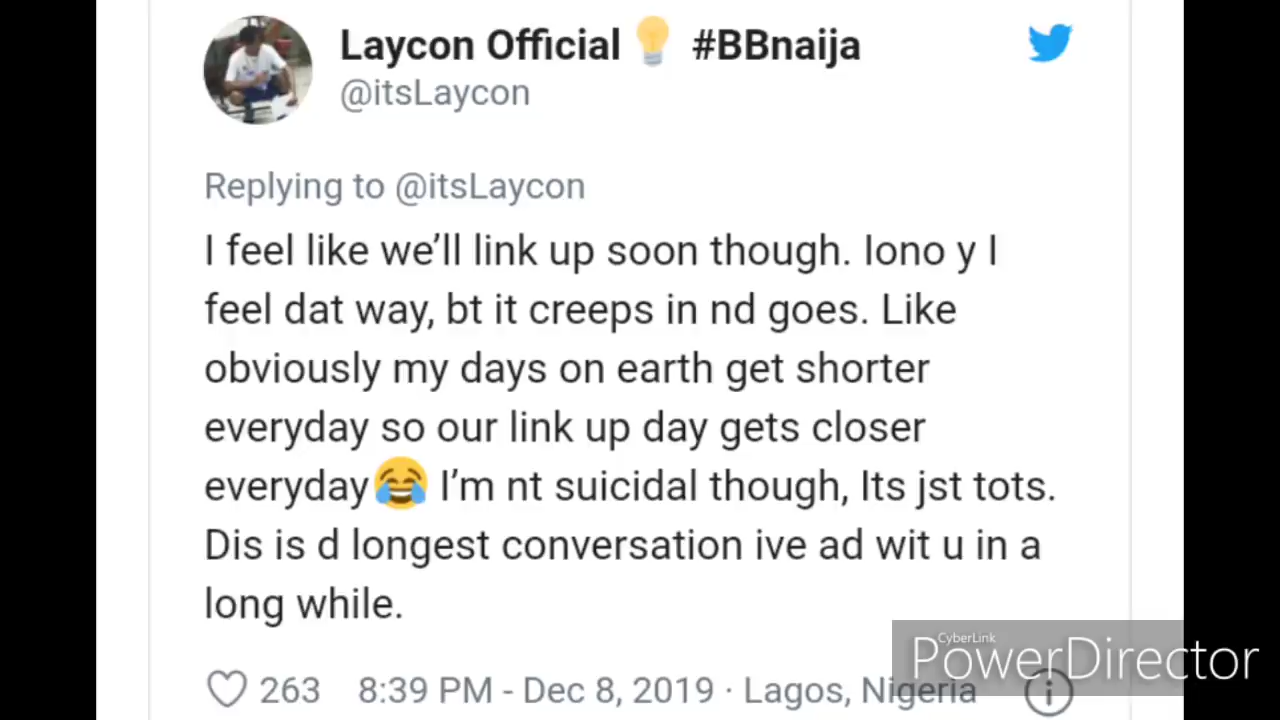 Laycon Official 💡 #BBnaija
@itsLaycon
Replying to @itsLaycon
I feel like we’ll link up soon though. Iono y I
feel dat way, bt it creeps in nd goes. Like
obviously my days on earth get shorter
everyday so our link up day gets closer
everyday😂 I’m nt suicidal though, Its jst tots.
Dis is d longest conversation ive ad wit u in a
long while.
263 8:39 PM - Dec 8, 2019 · Lagos, Nigeria
CyberLink
PowerDirector